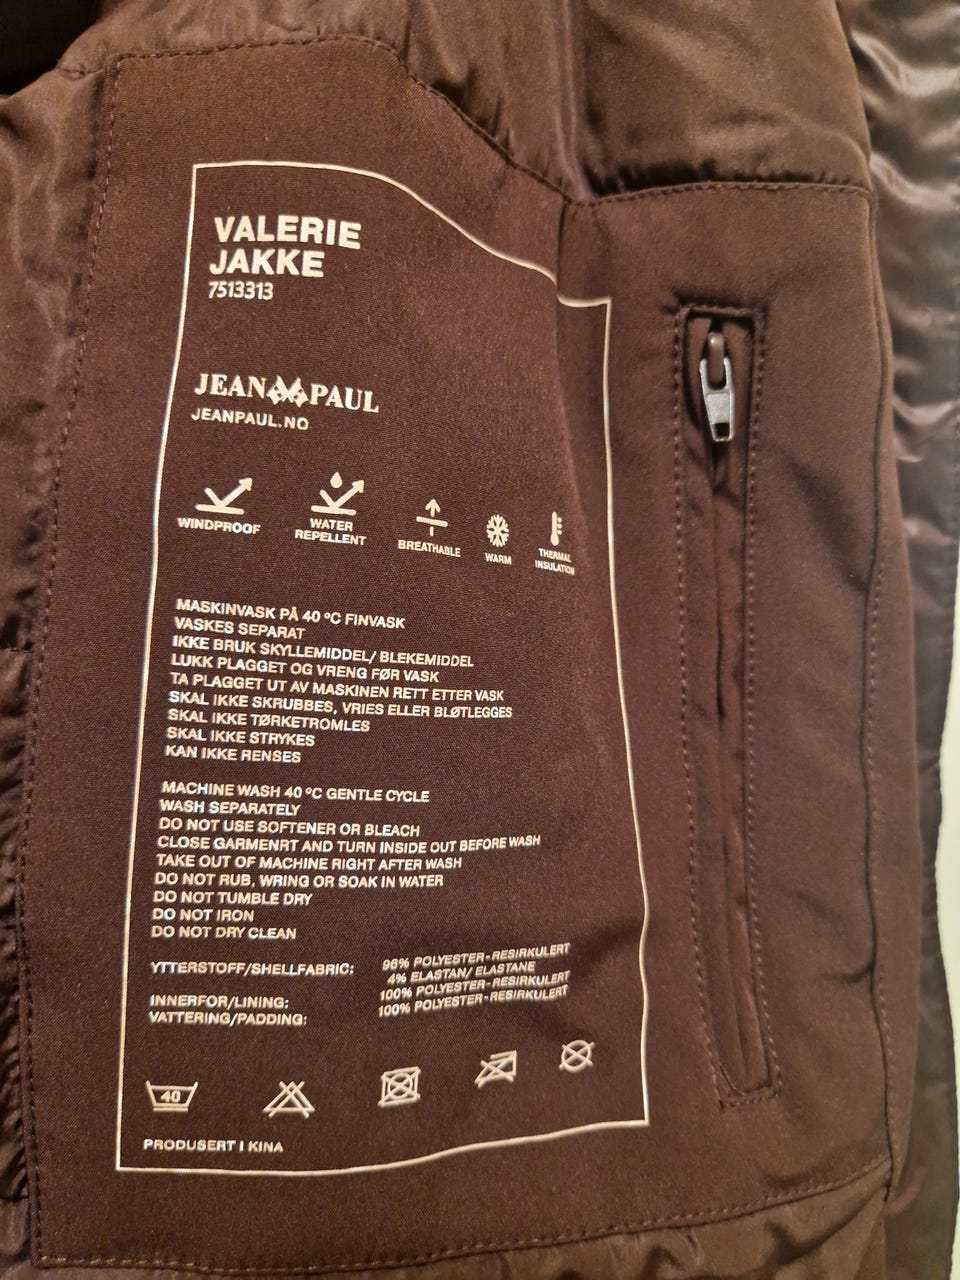 VALERIE
JAKKE
7513313
JEAN PAUL
JEANPAUL.NO
WINDPROOF
WATER
REPELLENT
BREATHABLE
WARM
THERMAL
INSULATION
MASKINVASK PÅ 40 ºC FINVASK
VASKES SEPARAT
IKKE BRUK SKYLLEMIDDEL/ BLEKEMIDDEL
LUKK PLAGGET OG VRENG FØR VASK
TA PLAGGET UT AV MASKINEN RETT ETTER VASK
SKAL IKKE SKRUBBES, VRIES ELLER BLØTLEGGES
SKAL IKKE TØRKETROMLES
SKAL IKKE STRYKES
KAN IKKE RENSES
MACHINE WASH 40 ºC GENTLE CYCLE
WASH SEPARATELY
DO NOT USE SOFTENER OR BLEACH
CLOSE GARMENRT AND TURN INSIDE OUT BEFORE WASH
TAKE OUT OF MACHINE RIGHT AFTER WASH
DO NOT RUB, WRING OR SOAK IN WATER
DO NOT TUMBLE DRY
DO NOT IRON
DO NOT DRY CLEAN
YTTERSTOFF/SHELLFABRIC: 96% POLYESTER-RESIRKULERT
4% ELASTAN/ ELASTANE
INNERFOR/LINING: 100% POLYESTER-RESIRKULERT
VATTERING/PADDING: 100% POLYESTER-RESIRKULERT
40
PRODUSERT I KINA